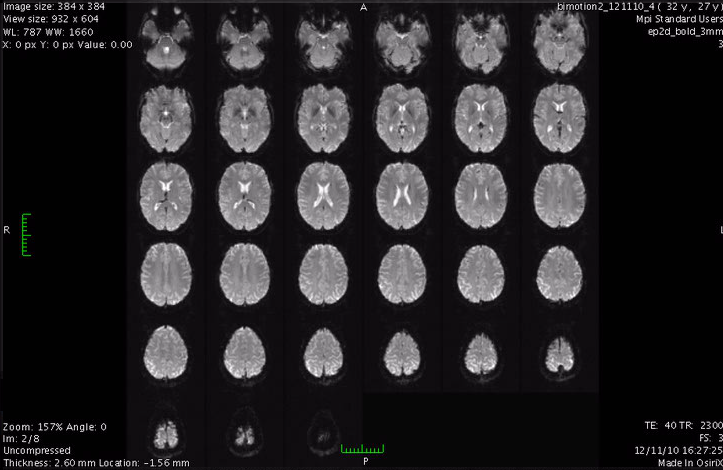 Image size: 384 x 384
View size: 932 x 604
WL: 787 WW: 1660
X: 0 px Y: 0 px Value: 0.00
A
bimotion2_121110_4 ( 32 y, 27 y)
Mpi Standard Users
ep2d_bold_3mm
3
R
L
Zoom: 157% Angle: 0
Im: 2/8
Uncompressed
Thickness: 2.60 mm Location: -1.56 mm
P
TE: 40 TR: 2300
FS: 3
12/11/10 16:27:25
Made In OsiriX